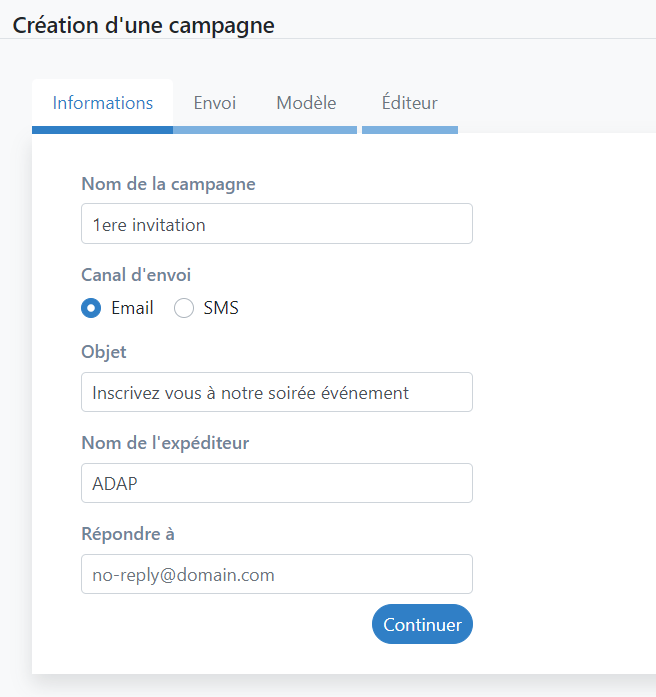 Création d'une campagne
Informations Envoi Modèle Éditeur
Nom de la campagne
1ere invitation
Canal d'envoi
Email SMS
Objet
Inscrivez vous à notre soirée événement
Nom de l'expéditeur
ADAP
Répondre à
no-reply@domain.com
Continuer